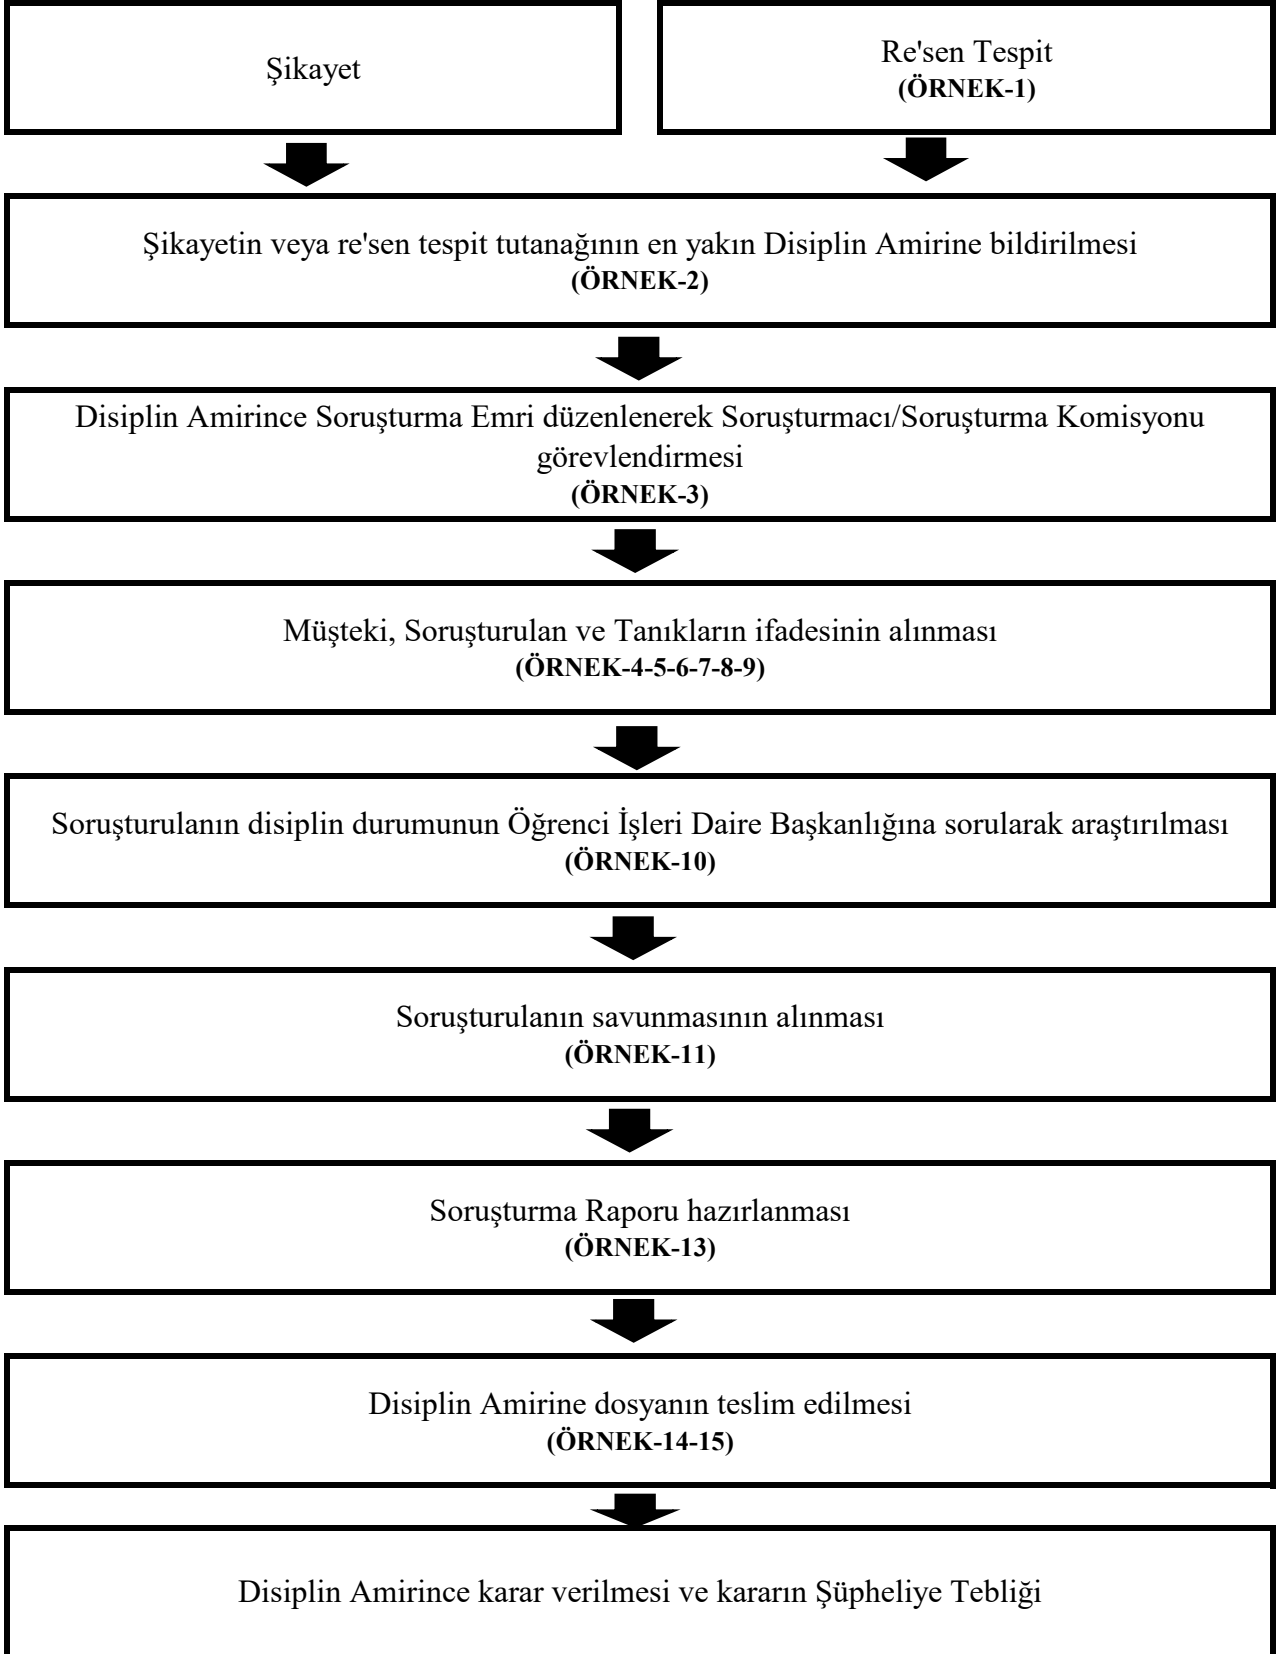 Şikayet
Re'sen Tespit
(ÖRNEK-1)
Şikayetin veya re'sen tespit tutanağının en yakın Disiplin Amirine bildirilmesi
(ÖRNEK-2)
Disiplin Amirince Soruşturma Emri düzenlenerek Soruşturmacı/Soruşturma Komisyonu
görevlendirmesi
(ÖRNEK-3)
Müşteki, Soruşturulan ve Tanıkların ifadesinin alınması
(ÖRNEK-4-5-6-7-8-9)
Soruşturulanın disiplin durumunun Öğrenci İşleri Daire Başkanlığına sorularak araştırılması
(ÖRNEK-10)
Soruşturulanın savunmasının alınması
(ÖRNEK-11)
Soruşturma Raporu hazırlanması
(ÖRNEK-13)
Disiplin Amirine dosyanın teslim edilmesi
(ÖRNEK-14-15)
Disiplin Amirince karar verilmesi ve kararın Şüpheliye Tebliği